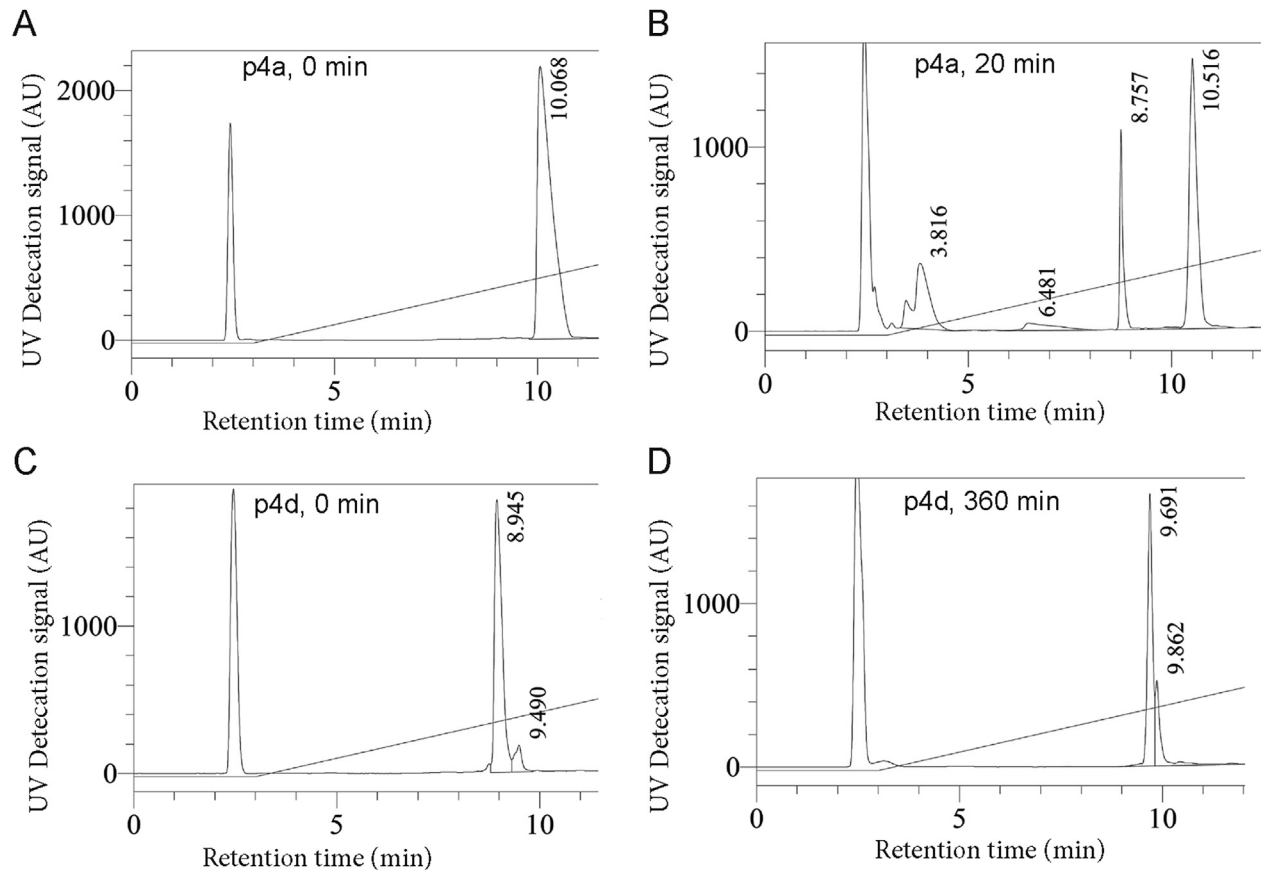 A
p4a, 0 min
10.068
2000
1000
0
UV Detecation signal (AU)
0
5
10
Retention time (min)
B
p4a, 20 min
3.816
6.481
8.757
10.516
1000
0
UV Detecation signal (AU)
0
5
10
Retention time (min)
C
p4d, 0 min
8.945
9.490
1000
0
UV Detecation signal (AU)
0
5
10
Retention time (min)
D
p4d, 360 min
9.691
9.862
1000
0
UV Detecation signal (AU)
0
5
10
Retention time (min)